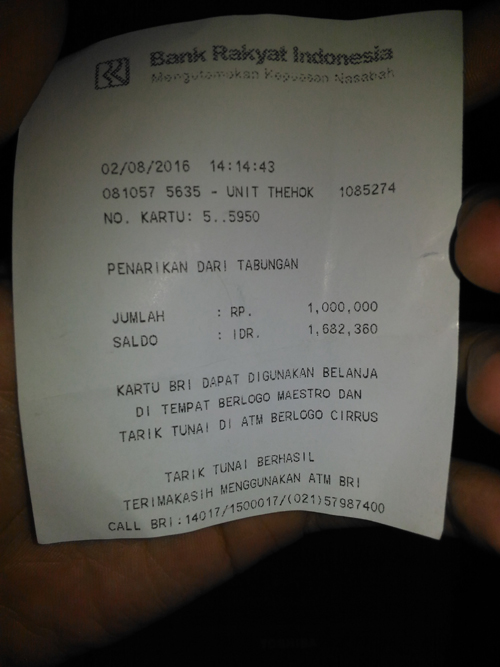 Bank Rakyat Indonesia
Mengutamakan Kepuasan Nasabah
02/08/2016 14:14:43
081057 5635 - UNIT THEHOK 1085274
NO. KARTU: 5..5950
PENARIKAN DARI TABUNGAN
JUMLAH : RP. 1,000,000
SALDO : IDR. 1,682,360
KARTU BRI DAPAT DIGUNAKAN BELANJA
DI TEMPAT BERLOGO MAESTRO DAN
TARIK TUNAI DI ATM BERLOGO CIRRUS
TARIK TUNAI BERHASIL
TERIMAKASIH MENGGUNAKAN ATM BRI
CALL BRI:14017/1500017/(021)57987400